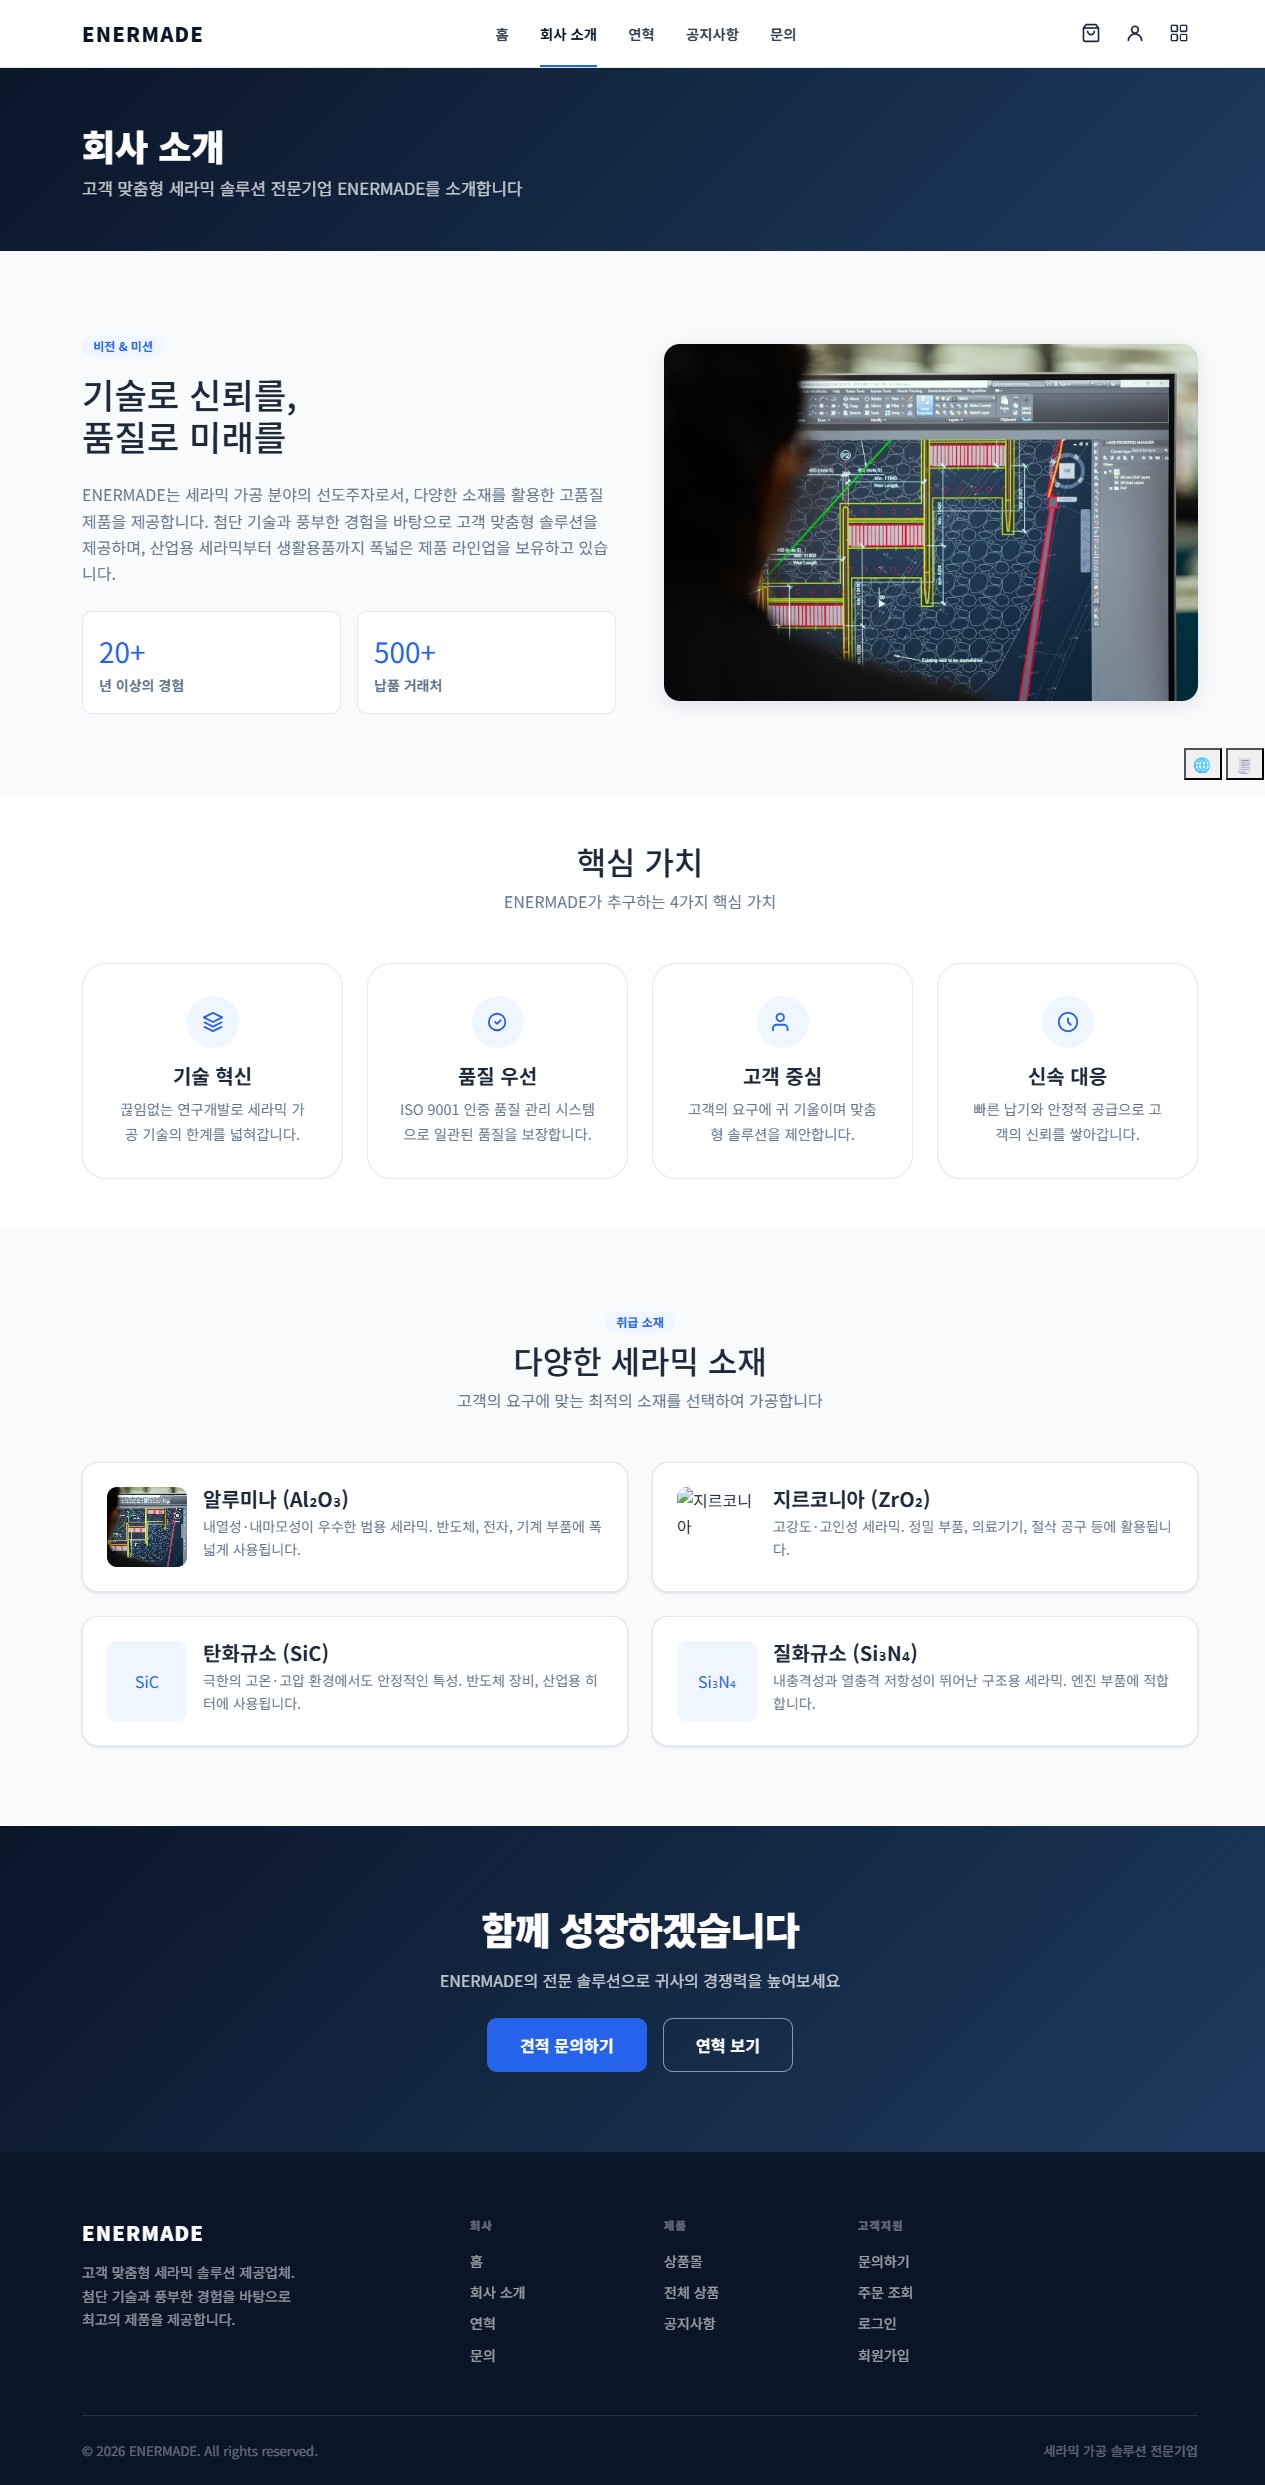 ENERMADE
홈
회사 소개
연혁
공지사항
문의
회사 소개
고객 맞춤형 세라믹 솔루션 전문기업 ENERMADE를 소개합니다
비전 & 미션
기술로 신뢰를,
품질로 미래를
ENERMADE는 세라믹 가공 분야의 선도주자로서, 다양한 소재를 활용한 고품질
제품을 제공합니다. 첨단 기술과 풍부한 경험을 바탕으로 고객 맞춤형 솔루션을
제공하며, 산업용 세라믹부터 생활용품까지 폭넓은 제품 라인업을 보유하고 있습
니다.
20+
년 이상의 경험
500+
납품 거래처
핵심 가치
ENERMADE가 추구하는 4가지 핵심 가치
기술 혁신
끊임없는 연구개발로 세라믹 가
공 기술의 한계를 넓혀갑니다.
품질 우선
ISO 9001 인증 품질 관리 시스템
으로 일관된 품질을 보장합니다.
고객 중심
고객의 요구에 귀 기울이며 맞춤
형 솔루션을 제안합니다.
신속 대응
빠른 납기와 안정적 공급으로 고
객의 신뢰를 쌓아갑니다.
취급 소재
다양한 세라믹 소재
고객의 요구에 맞는 최적의 소재를 선택하여 가공합니다
알루미나 (Al₂O₃)
내열성·내마모성이 우수한 범용 세라믹. 반도체, 전자, 기계 부품에 폭
넓게 사용됩니다.
지르코니
아
지르코니아 (ZrO₂)
고강도·고인성 세라믹. 정밀 부품, 의료기기, 절삭 공구 등에 활용됩니
다.
SiC
탄화규소 (SiC)
극한의 고온·고압 환경에서도 안정적인 특성. 반도체 장비, 산업용 히
터에 사용됩니다.
Si₃N₄
질화규소 (Si₃N₄)
내충격성과 열충격 저항성이 뛰어난 구조용 세라믹. 엔진 부품에 적합
합니다.
함께 성장하겠습니다
ENERMADE의 전문 솔루션으로 귀사의 경쟁력을 높여보세요
견적 문의하기
연혁 보기
ENERMADE
고객 맞춤형 세라믹 솔루션 제공업체.
첨단 기술과 풍부한 경험을 바탕으로
최고의 제품을 제공합니다.
회사
홈
회사 소개
연혁
문의
제품
상품몰
전체 상품
공지사항
고객지원
문의하기
주문 조회
로그인
회원가입
© 2026 ENERMADE. All rights reserved.
세라믹 가공 솔루션 전문기업